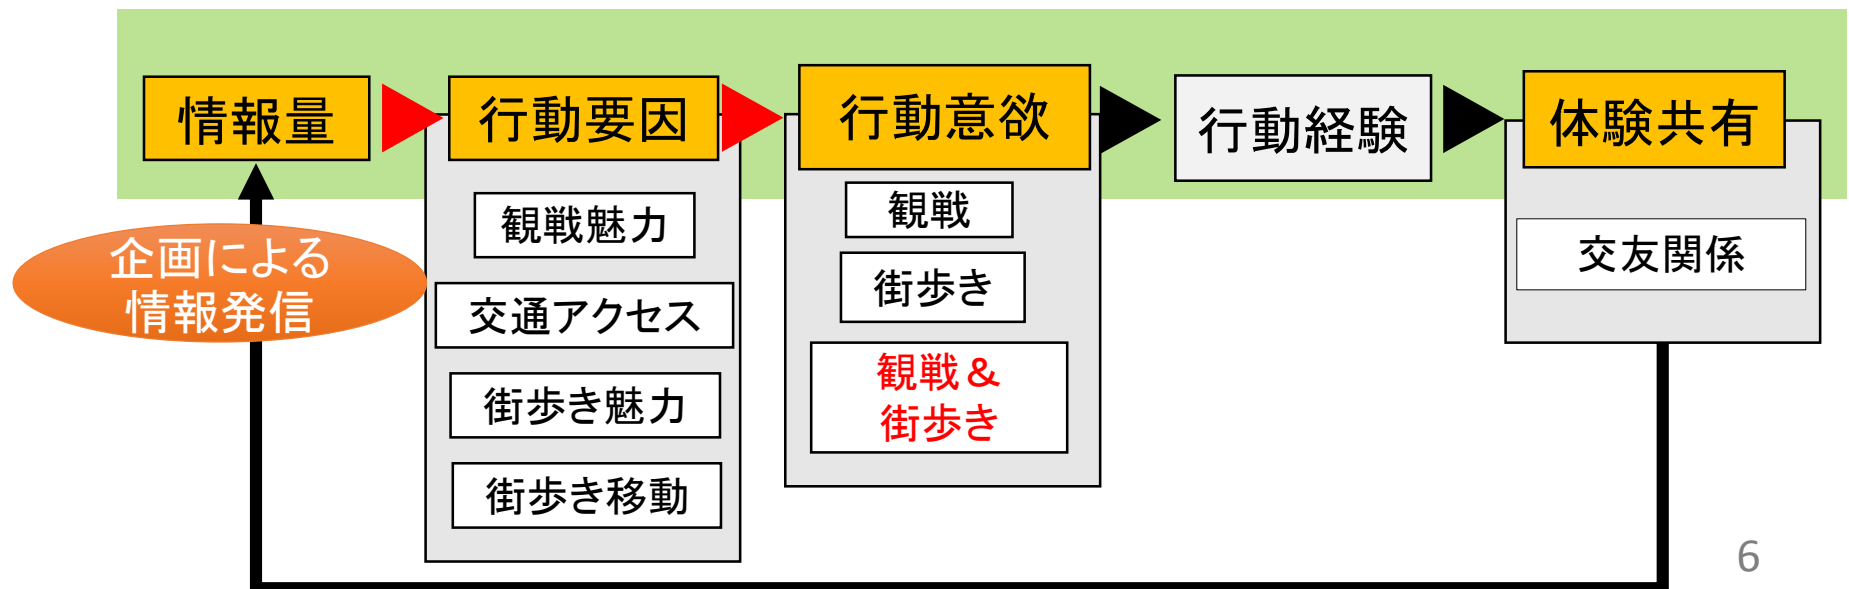 情報量
行動要因
行動意欲
行動経験
体験共有
企画による
情報発信
観戦魅力
交通アクセス
街歩き魅力
街歩き移動
観戦
街歩き
観戦＆
街歩き
交友関係
6